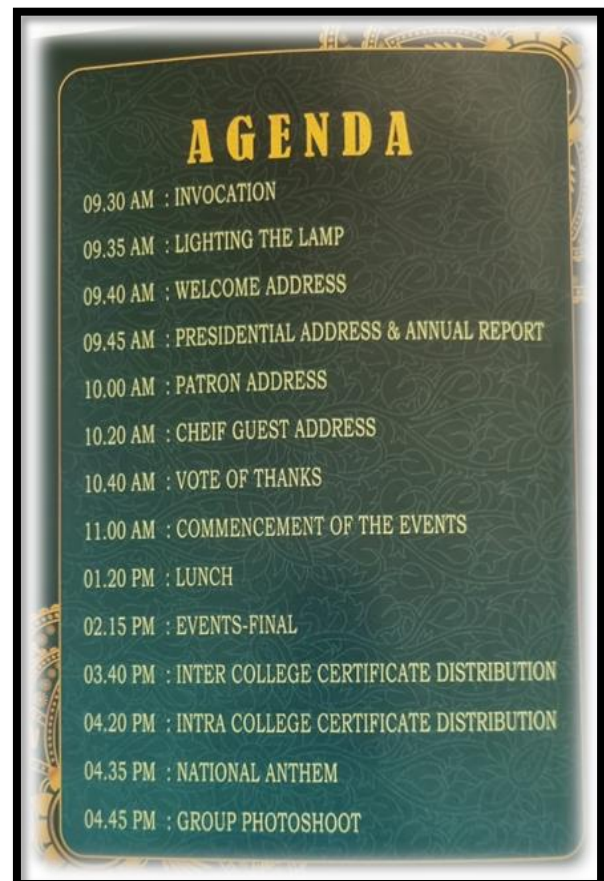 AGENDA
09.30 AM : INVOCATION
09.35 AM : LIGHTING THE LAMP
09.40 AM : WELCOME ADDRESS
09.45 AM : PRESIDENTIAL ADDRESS & ANNUAL REPORT
10.00 AM : PATRON ADDRESS
10.20 AM : CHEIF GUEST ADDRESS
10.40 AM : VOTE OF THANKS
11.00 AM : COMMENCEMENT OF THE EVENTS
01.20 PM : LUNCH
02.15 PM : EVENTS-FINAL
03.40 PM : INTER COLLEGE CERTIFICATE DISTRIBUTION
04.20 PM : INTRA COLLEGE CERTIFICATE DISTRIBUTION
04.35 PM : NATIONAL ANTHEM
04.45 PM : GROUP PHOTOSHOOT